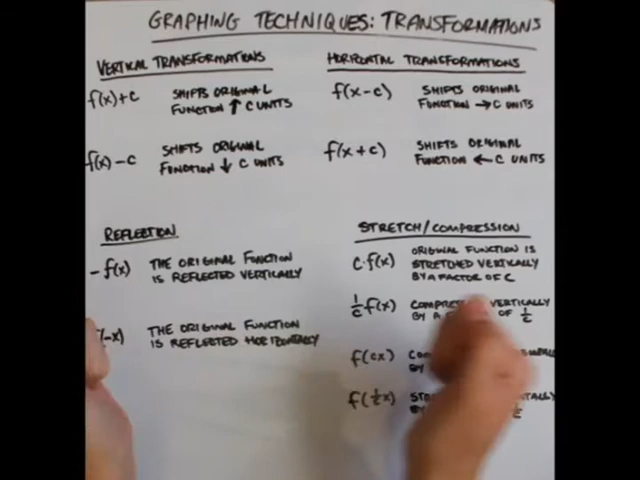 GRAPHING TECHNIQUES: TRANSFORMATIONS
VERTICAL TRANSFORMATIONS
f(x)+c SHIFTS ORIGINAL
FUNCTION ↑ C UNITS
f(x)-c SHIFTS ORIGINAL
FUNCTION ↓ C UNITS
HORIZONTAL TRANSFORMATIONS
f(x-c) SHIFTS ORIGINAL
FUNCTION → C UNITS
f(x+c) SHIFTS ORIGINAL
FUNCTION ← C UNITS
REFLECTION
-f(x) THE ORIGINAL FUNCTION
IS REFLECTED VERTICALLY
(-x) THE ORIGINAL FUNCTION
IS REFLECTED HORIZONTALLY
STRETCH/COMPRESSION
c·f(x) ORIGINAL FUNCTION IS
STRETCHED VERTICALLY
BY A FACTOR OF C
1/c f(x) VERTICALLY
BY A OF 1/c
f(cx)
BY
f(1/c x)